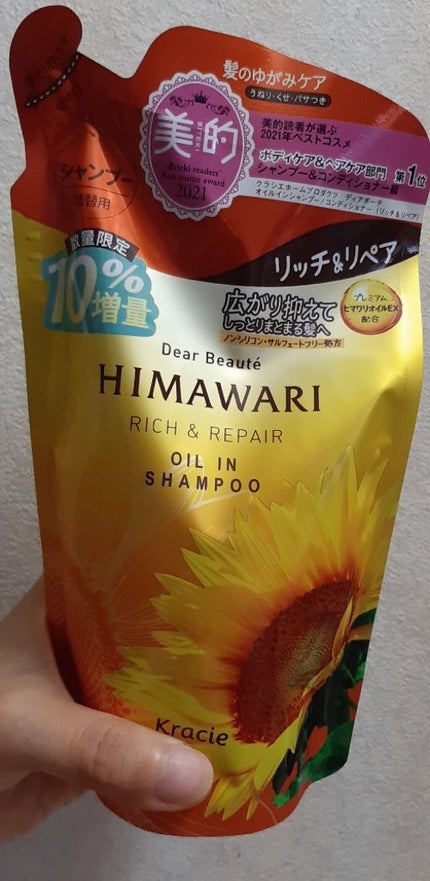 髪のゆがみケア
うねり・くせ・パサつき
美的
Biteki readers'
Best cosme award
2021
美的読者が選ぶ
2021年ベストコスメ
ボディケア&ヘアケア部門 第1位
シャンプー&コンディショナー編
クラシエホームプロダクツ ディアボーテ
オイルインシャンプー/コンディショナー(リッチ&リペア)
シャンプー
詰替用
リッチ&リペア
数量限定
10%増量
広がり抑えて
しっとりまとまる髪へ
ノンシリコン・サルフェートフリー処方
プレミアム
ヒマワリオイルEX
配合
Dear Beauté
HIMAWARI
RICH & REPAIR
OIL IN
SHAMPOO
Kracie